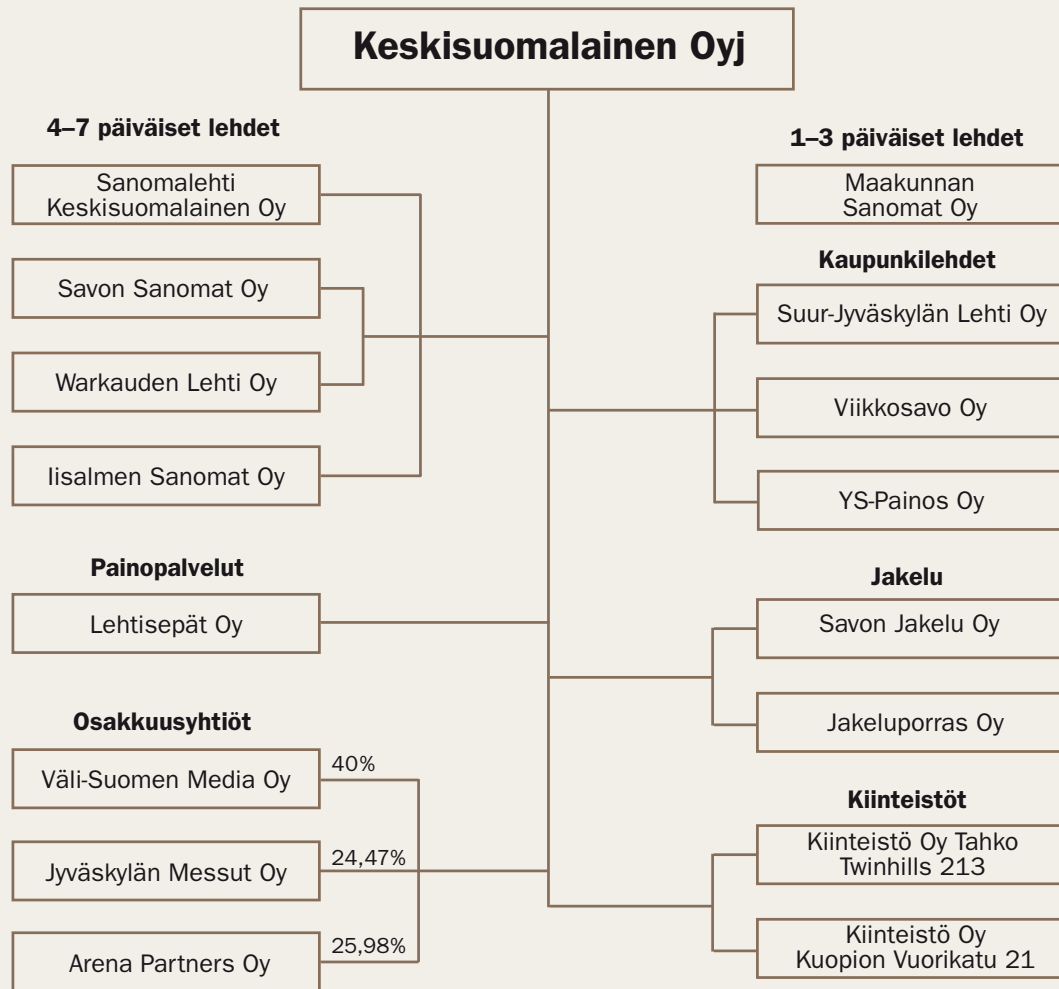 Keskisuomalainen Oyj
4–7 päiväiset lehdet
Sanomalehti
Keskisuomalainen Oy
Savon Sanomat Oy
Warkauden Lehti Oy
Iisalmen Sanomat Oy
Painopalvelut
Lehtisepät Oy
Osakkuusyhtiöt
Väli-Suomen Media Oy
40%
Jyväskylän Messut Oy
24,47%
Arena Partners Oy
25,98%
1–3 päiväiset lehdet
Maakunnan
Sanomat Oy
Kaupunkilehdet
Suur-Jyväskylän Lehti Oy
Viikkosavo Oy
YS-Painos Oy
Jakelu
Savon Jakelu Oy
Jakeluporras Oy
Kiinteistöt
Kiinteistö Oy Tahko
Twinhills 213
Kiinteistö Oy
Kuopion Vuorikatu 21